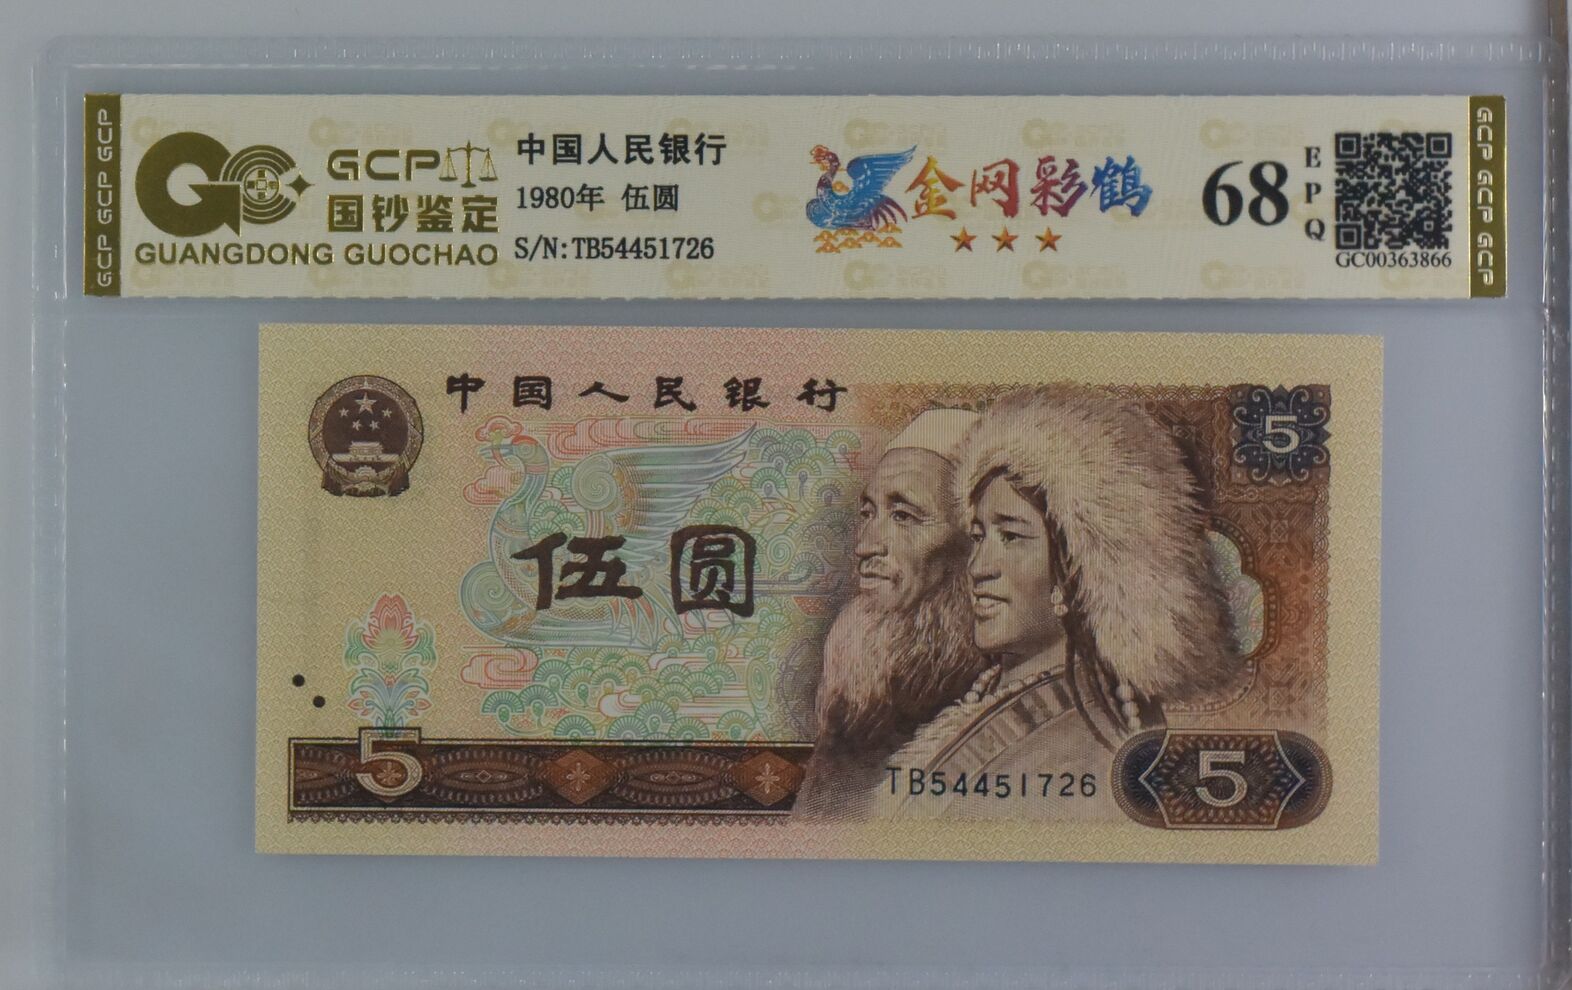 GCP GCP GCP
GCP
国钞鉴定
GUANGDONG GUOCHAO
中国人民银行
1980年 伍圆
S/N:TB54451726
金网彩鹤
68
EPQ
GC00363866
GCP GCP GCP
中国人民银行
5
伍圆
5
TB54451726
5